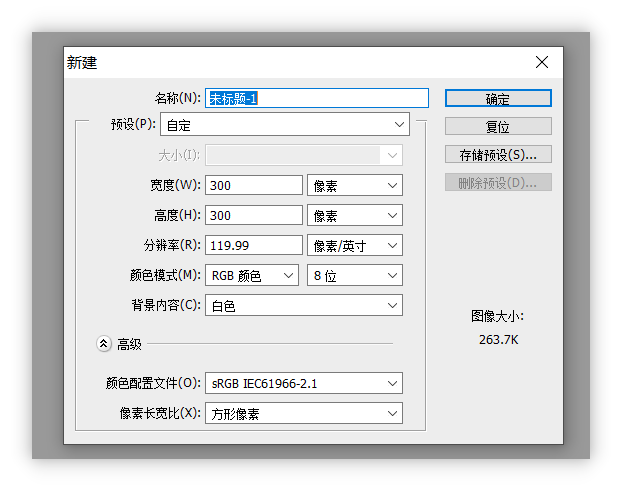 新建
名称(N): 未标题-1
确定
预设(P): 自定
复位
大小(I):
存储预设(S)...
宽度(W): 300 像素
删除预设(D)...
高度(H): 300 像素
分辨率(R): 119.99 像素/英寸
颜色模式(M): RGB 颜色 8 位
背景内容(C): 白色
图像大小:
263.7K
高级
颜色配置文件(O): sRGB IEC61966-2.1
像素长宽比(X): 方形像素